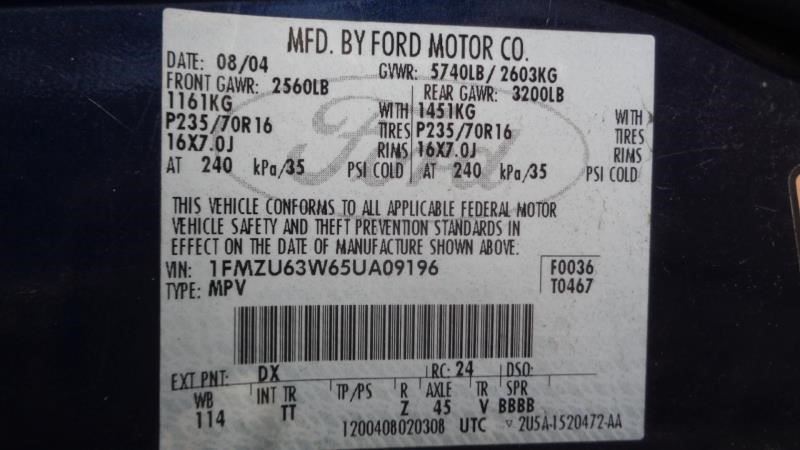 MFD. BY FORD MOTOR CO.
DATE: 08/04 GVWR: 5740LB / 2603KG
FRONT GAWR: 2560LB REAR GAWR: 3200LB
1161KG WITH 1451KG WITH
P235/70R16 TIRES P235/70R16 TIRES
16X7.0J RIMS 16X7.0J RIMS
AT 240 kPa/35 PSI COLD AT 240 kPa/35 PSI COLD
Ford
THIS VEHICLE CONFORMS TO ALL APPLICABLE FEDERAL MOTOR
VEHICLE SAFETY AND THEFT PREVENTION STANDARDS IN
EFFECT ON THE DATE OF MANUFACTURE SHOWN ABOVE.
VIN: 1FMZU63W65UA09196 F0036
TYPE: MPV T0467
EXT PNT: DX RC: 24 DSO:
WB INT TR TP/PS R AXLE TR SPR
114 TT Z 45 V BBBB
1200408020308 UTC ▽ 2U5A-1520472-AA